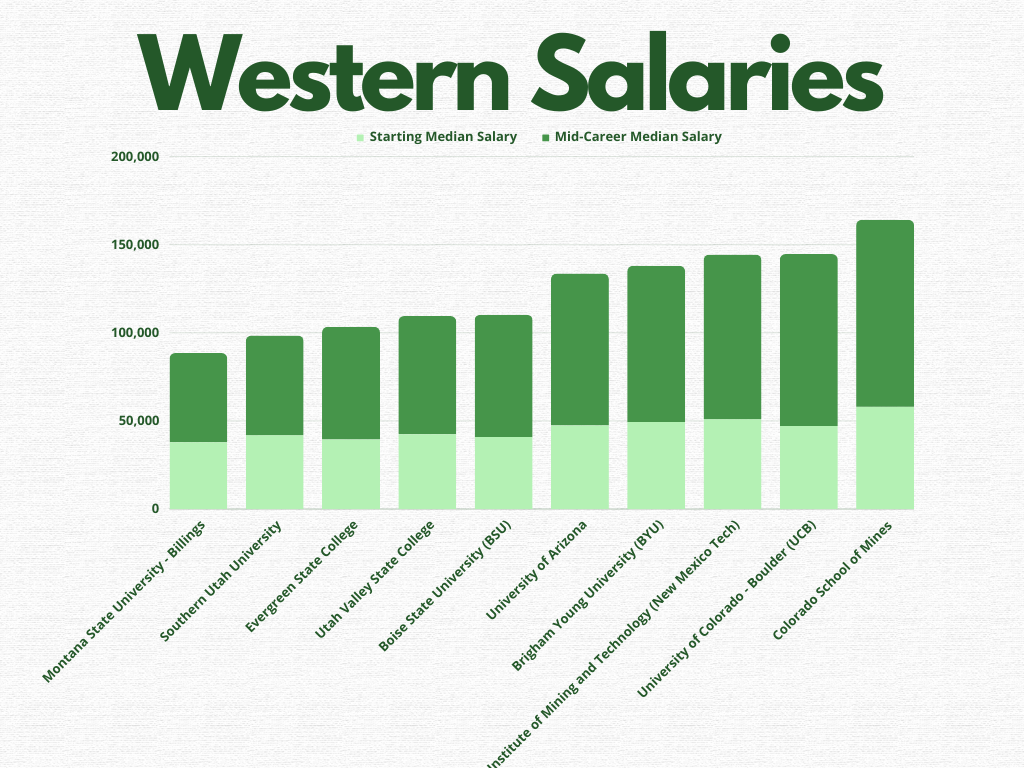 Western Salaries
Starting Median Salary
Mid-Career Median Salary
200,000
150,000
100,000
50,000
0
Montana State University - Billings
Southern Utah University
Evergreen State College
Utah Valley State College
Boise State University (BSU)
University of Arizona
Brigham Young University (BYU)
Institute of Mining and Technology (New Mexico Tech)
University of Colorado - Boulder (UCB)
Colorado School of Mines